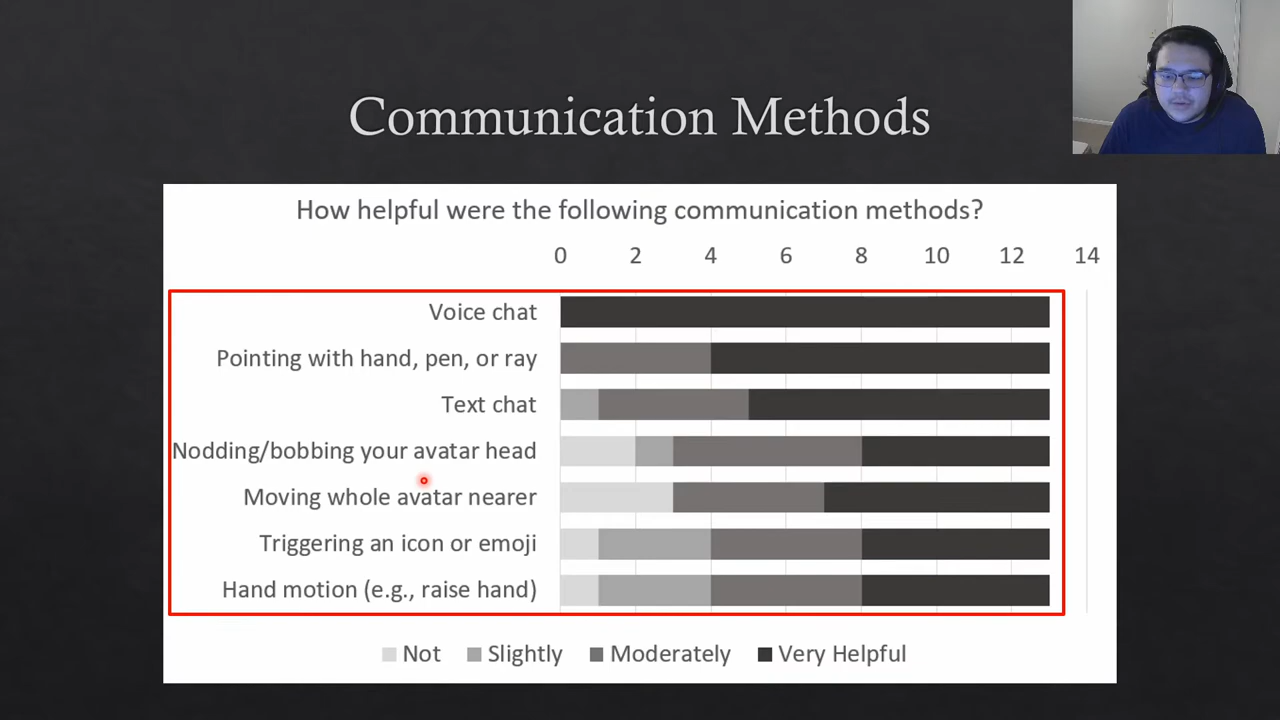 Communication Methods
How helpful were the following communication methods?
0 2 4 6 8 10 12 14
Voice chat
Pointing with hand, pen, or ray
Text chat
Nodding/bobbing your avatar head
Moving whole avatar nearer
Triggering an icon or emoji
Hand motion (e.g., raise hand)
Not Slightly Moderately Very Helpful